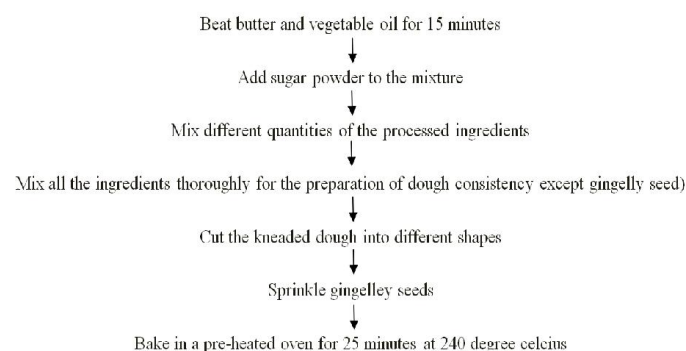 Beat butter and vegetable oil for 15 minutes
Add sugar powder to the mixture
Mix different quantities of the processed ingredients
Mix all the ingredients thoroughly for the preparation of dough consistency except gingelly seed)
Cut the kneaded dough into different shapes
Sprinkle gingelley seeds
Bake in a pre-heated oven for 25 minutes at 240 degree celcius